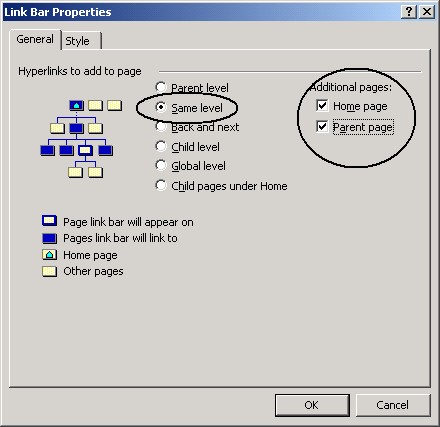 Link Bar Properties
General
Style
Hyperlinks to add to page
Parent level
Same level
Back and next
Child level
Global level
Child pages under Home
Additional pages:
Home page
Parent page
Page link bar will appear on
Pages link bar will link to
Home page
Other pages
OK
Cancel